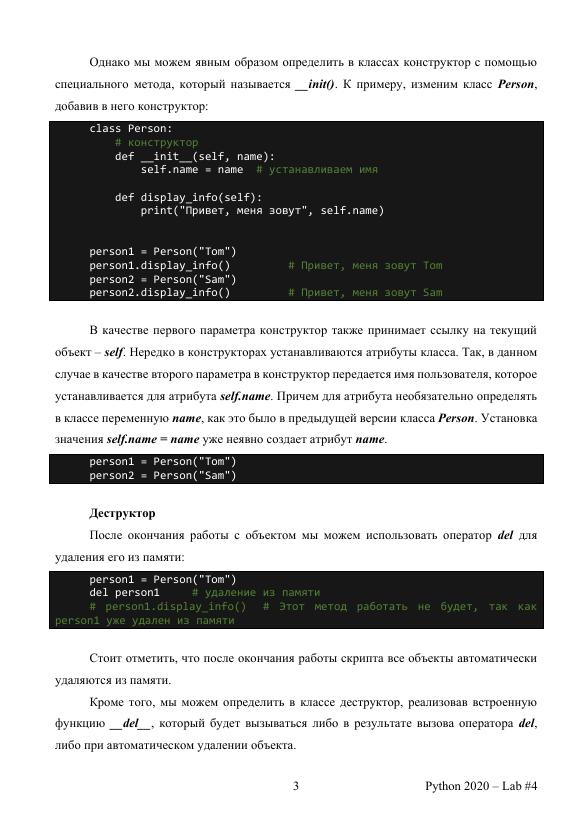 Однако мы можем явным образом определить в классах конструктор с помощью
специального метода, который называется __init(). К примеру, изменим класс Person,
добавив в него конструктор:
class Person:
# конструктор
def __init__(self, name):
self.name = name # устанавливаем имя
def display_info(self):
print("Привет, меня зовут", self.name)
person1 = Person("Tom")
person1.display_info() # Привет, меня зовут Tom
person2 = Person("Sam")
person2.display_info() # Привет, меня зовут Sam
В качестве первого параметра конструктор также принимает ссылку на текущий
объект – self. Нередко в конструкторах устанавливаются атрибуты класса. Так, в данном
случае в качестве второго параметра в конструктор передается имя пользователя, которое
устанавливается для атрибута self.name. Причем для атрибута необязательно определять
в классе переменную name, как это было в предыдущей версии класса Person. Установка
значения self.name = name уже неявно создает атрибут name.
person1 = Person("Tom")
person2 = Person("Sam")
Деструктор
После окончания работы с объектом мы можем использовать оператор del для
удаления его из памяти:
person1 = Person("Tom")
del person1 # удаление из памяти
# person1.display_info() # Этот метод работать не будет, так как
person1 уже удален из памяти
Стоит отметить, что после окончания работы скрипта все объекты автоматически
удаляются из памяти.
Кроме того, мы можем определить в классе деструктор, реализовав встроенную
функцию __del__, который будет вызываться либо в результате вызова оператора del,
либо при автоматическом удалении объекта.
3 Python 2020 – Lab #4